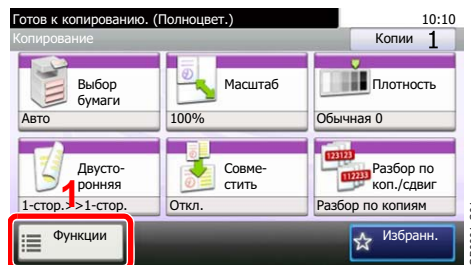 Готов к копированию. (Полноцвет.) 10:10
Копирование Копии 1
Выбор бумаги
Масштаб
Плотность
Авто
100%
Обычная 0
123123
112233
Двусто-
ронняя
Совме-
стить
Разбор по
коп./сдвиг
1
1-стор.>>1-стор.
Откл.
Разбор по копиям
Функции
Избранн.